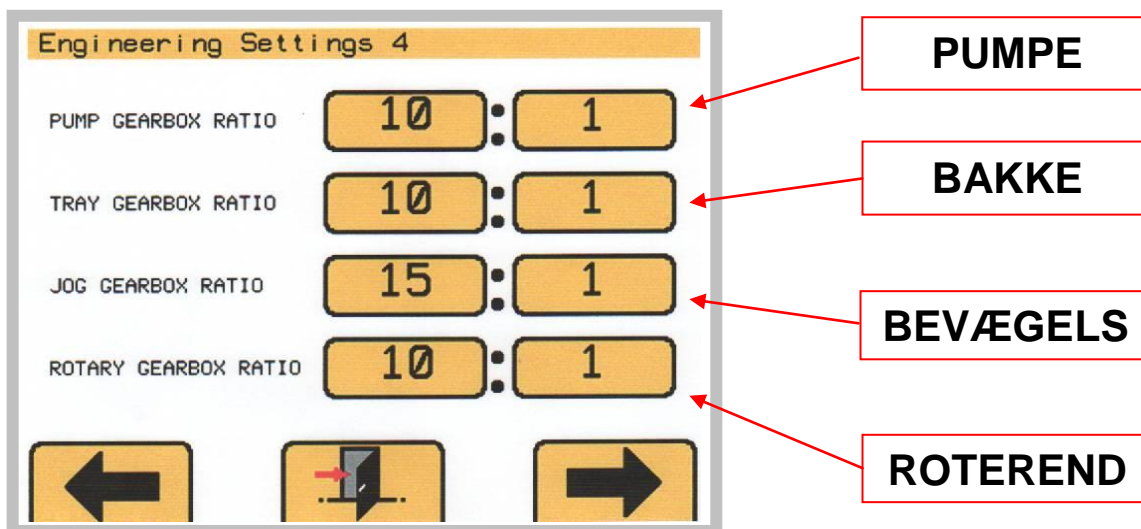 Engineering Settings 4
PUMP GEARBOX RATIO 10 : 1
TRAY GEARBOX RATIO 10 : 1
JOG GEARBOX RATIO 15 : 1
ROTARY GEARBOX RATIO 10 : 1
PUMPE
BAKKE
BEVÆGELS
ROTEREND